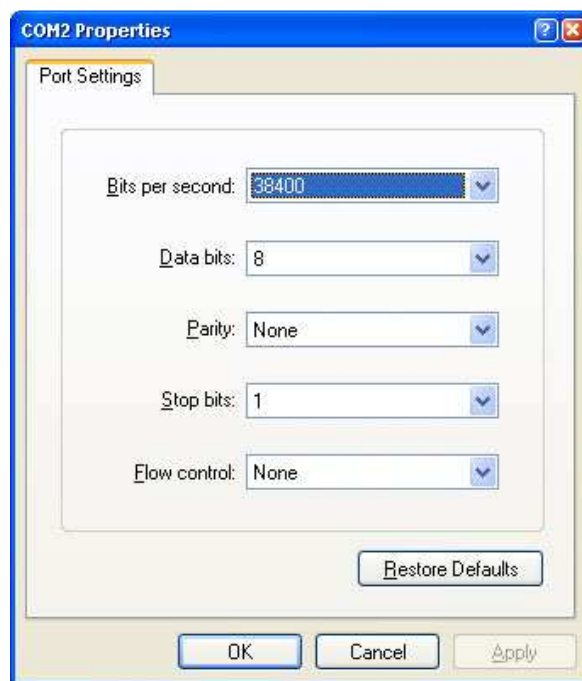 COM2 Properties
Port Settings
Bits per second: 38400
Data bits: 8
Parity: None
Stop bits: 1
Flow control: None
Restore Defaults
OK Cancel Apply